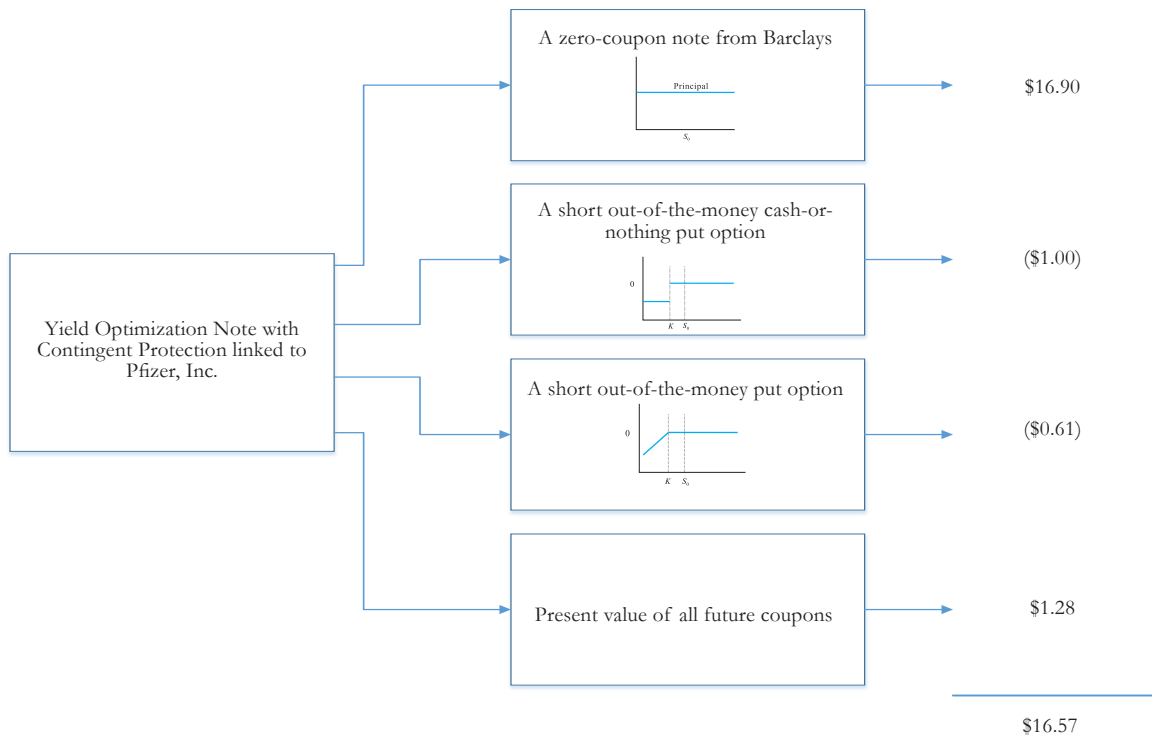 A zero-coupon note from Barclays
Principal
S0
$16.90
A short out-of-the-money cash-or-
nothing put option
0
K S0
($1.00)
Yield Optimization Note with
Contingent Protection linked to
Pfizer, Inc.
A short out-of-the-money put option
0
K S0
($0.61)
Present value of all future coupons
$1.28
$16.57